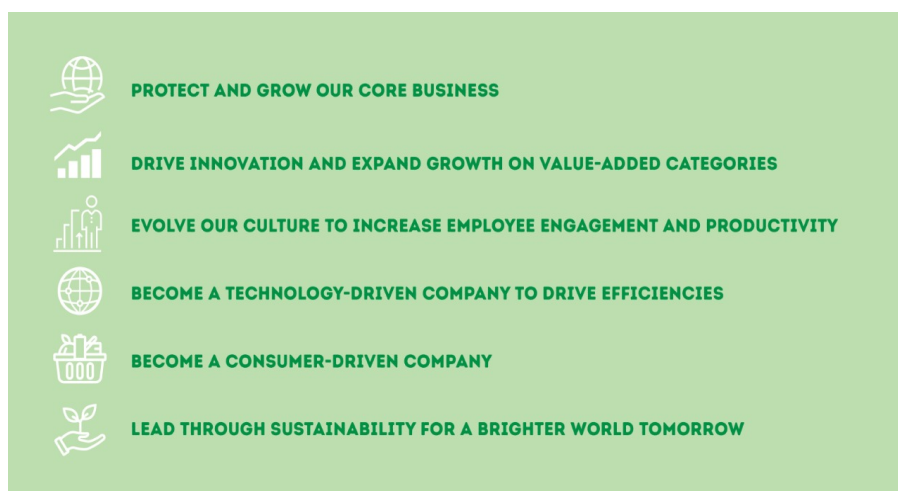 PROTECT AND GROW OUR CORE BUSINESS
DRIVE INNOVATION AND EXPAND GROWTH ON VALUE-ADDED CATEGORIES
EVOLVE OUR CULTURE TO INCREASE EMPLOYEE ENGAGEMENT AND PRODUCTIVITY
BECOME A TECHNOLOGY-DRIVEN COMPANY TO DRIVE EFFICIENCIES
BECOME A CONSUMER-DRIVEN COMPANY
LEAD THROUGH SUSTAINABILITY FOR A BRIGHTER WORLD TOMORROW